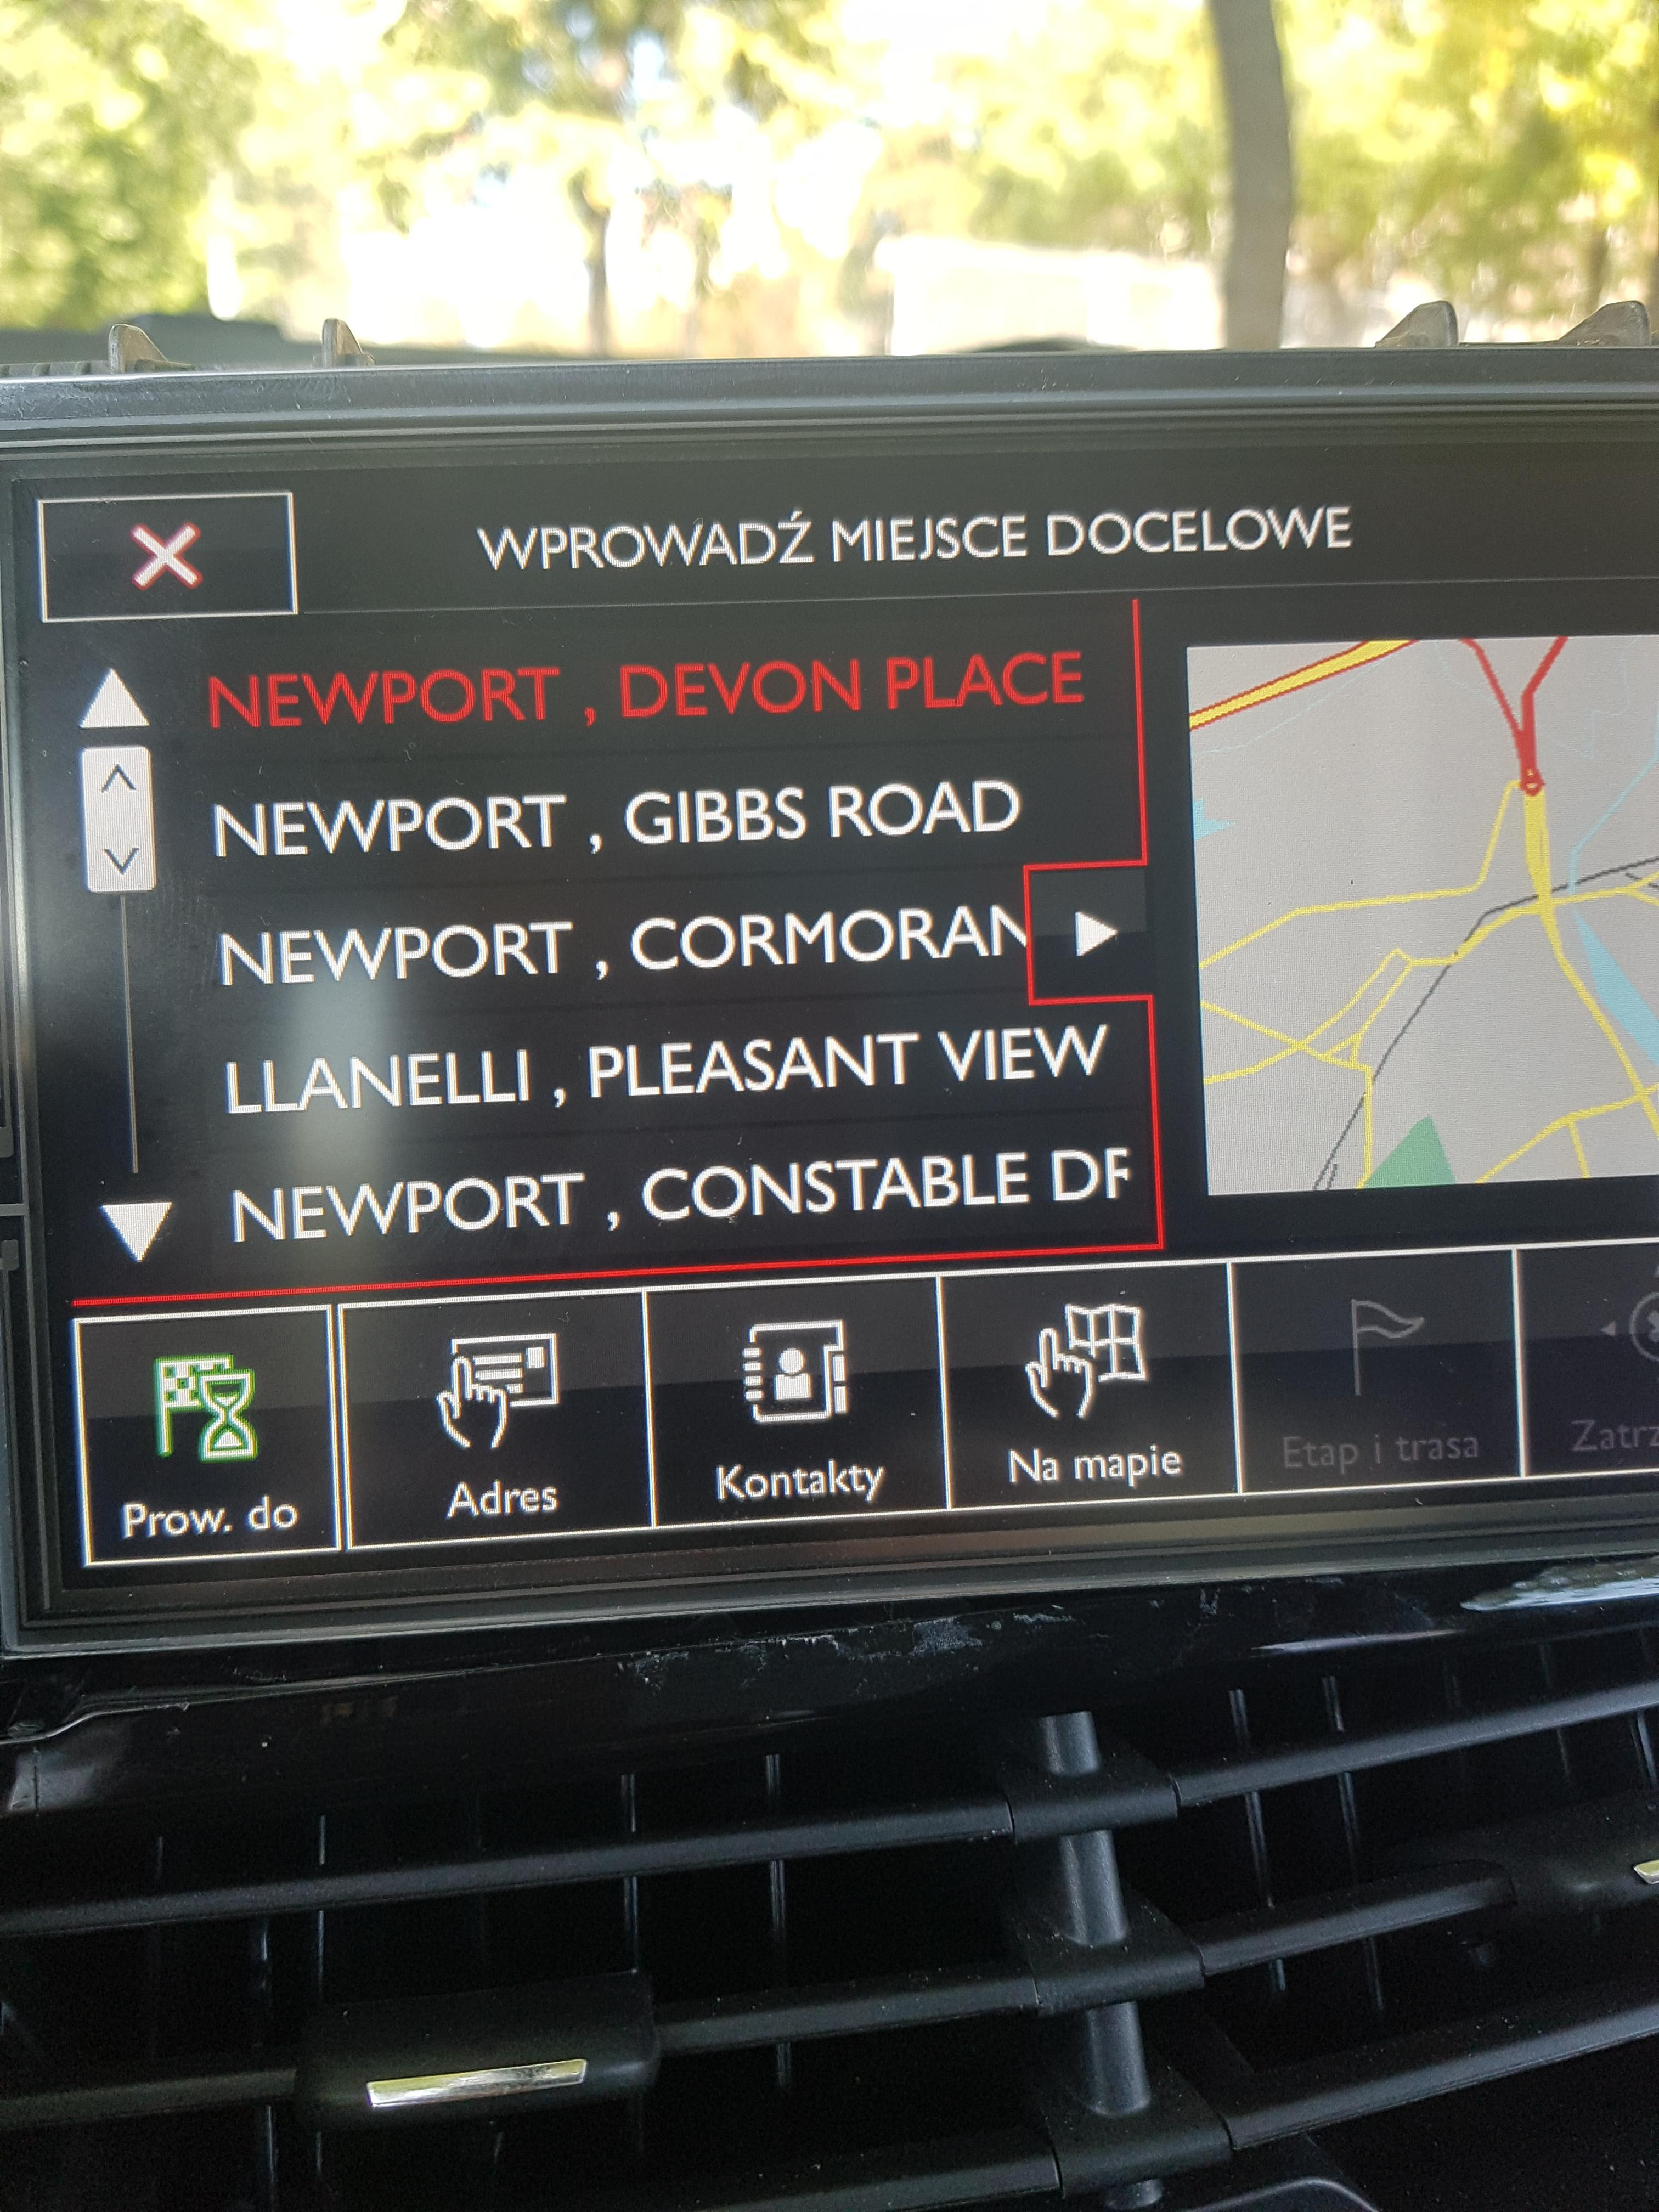 WPROWADŹ MIEJSCE DOCELOWE
NEWPORT , DEVON PLACE
NEWPORT , GIBBS ROAD
NEWPORT , CORMORAN
LLANELLI , PLEASANT VIEW
NEWPORT , CONSTABLE DR
Prow. do
Adres
Kontakty
Na mapie
Etap i trasa
Zatrz